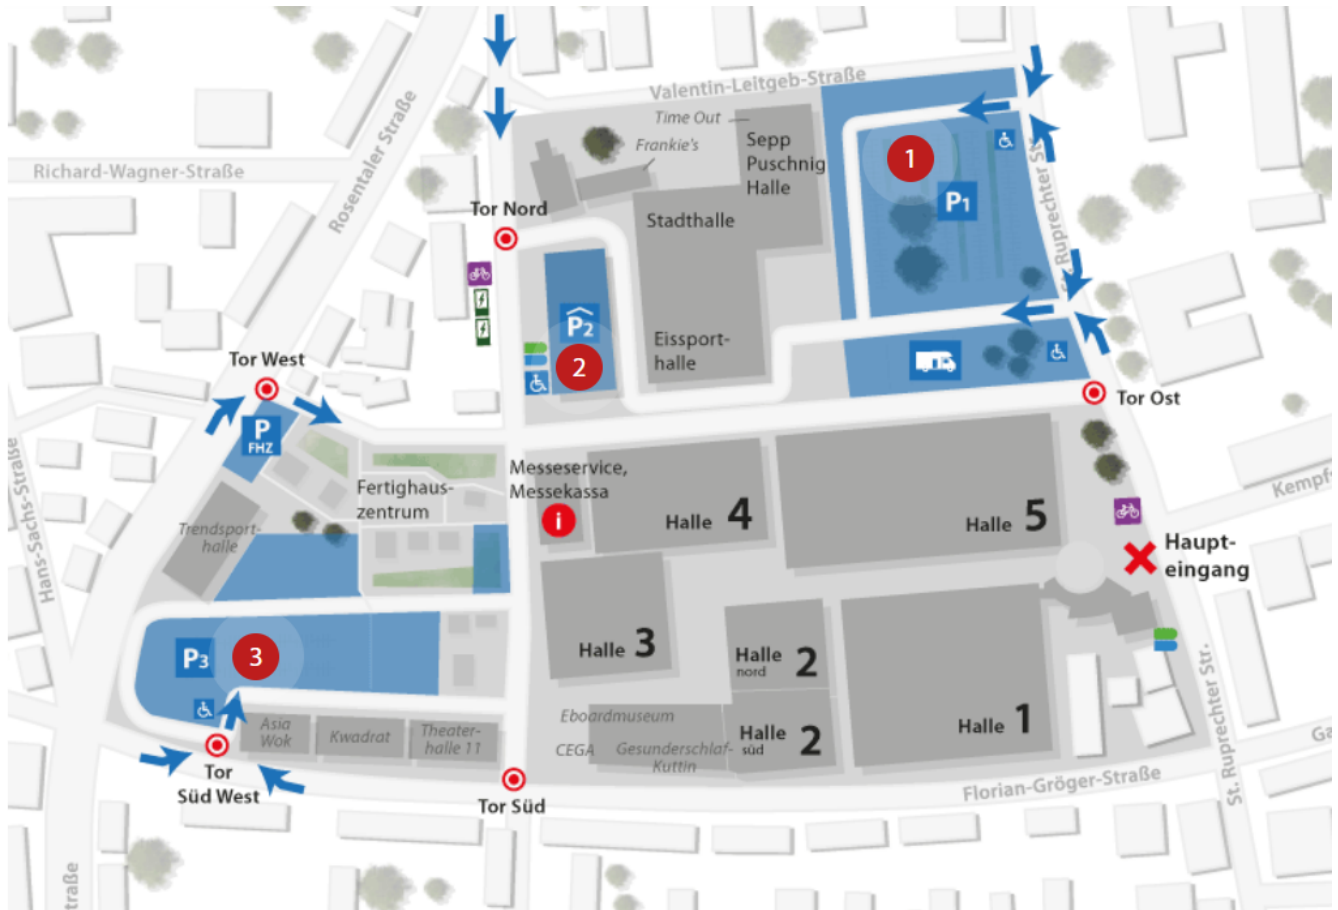 Valentin-Leitgeb-Straße
Time Out
Frankie's
Sepp
Puschnig
Halle
1
P1
Richard-Wagner-Straße
Rosentaler Straße
St. Ruprechter Str.
Tor Nord
Stadthalle
P2
2
Eissport-
halle
Tor West
Tor Ost
P
FHZ
Hans-Sachs-Straße
Fertighaus-
zentrum
Messeservice,
Messekassa
i
Halle 4
Halle 5
Kempfs
Trendsport-
halle
Haupt-
eingang
P3
3
Halle 3
Halle 2
nord
Halle 2
süd
Halle 1
Asia
Wok
Kwadrat
Theater-
halle 11
Eboardmuseum
CEGA
Gesunderschlaf-
Kuttin
Tor
Süd West
Tor Süd
Florian-Gröger-Straße
St. Ruprechter Str.
Ga
traße